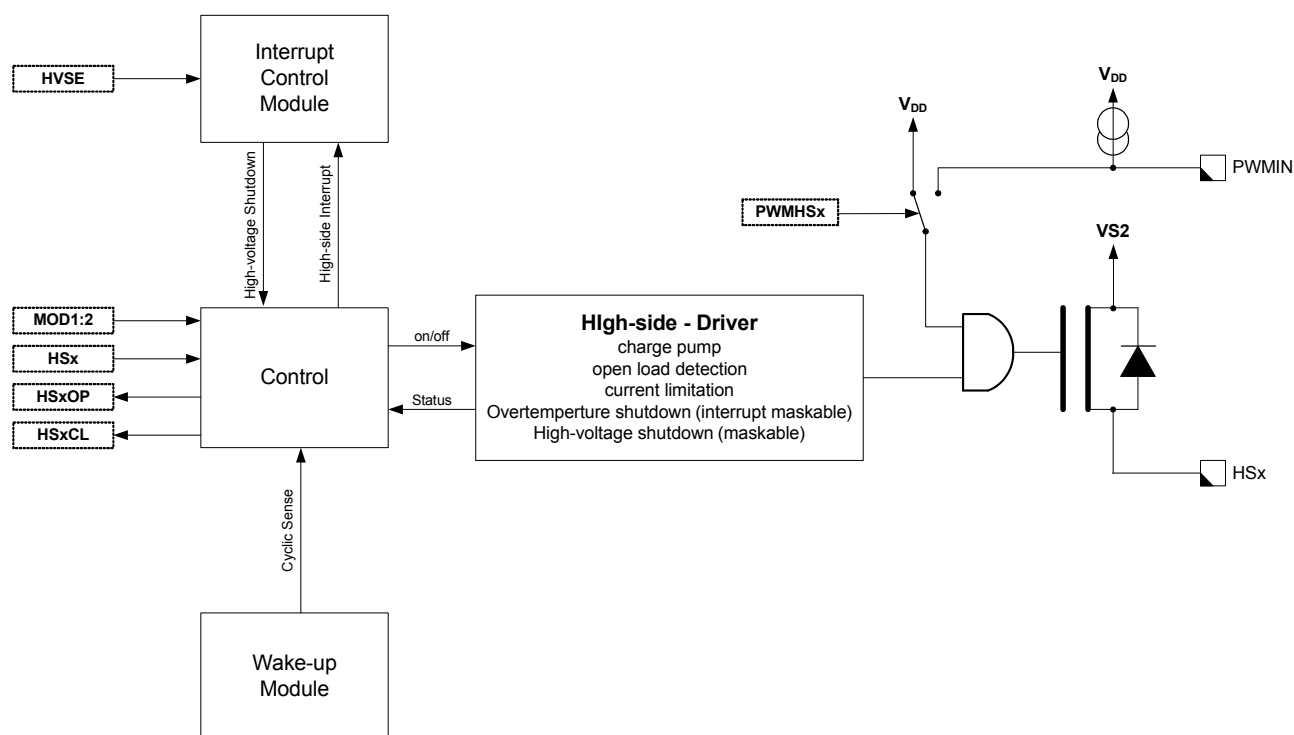 Interrupt
Control
Module
HVSE
High-voltage Shutdown
High-side Interrupt
V_DD
V_DD
PWMIN
PWMHSx
VS2
MOD1:2
HSx
HSxOP
HSxCL
Control
on/off
Status
HIgh-side - Driver
charge pump
open load detection
current limitation
Overtemperture shutdown (interrupt maskable)
High-voltage shutdown (maskable)
HSx
Cyclic Sense
Wake-up
Module